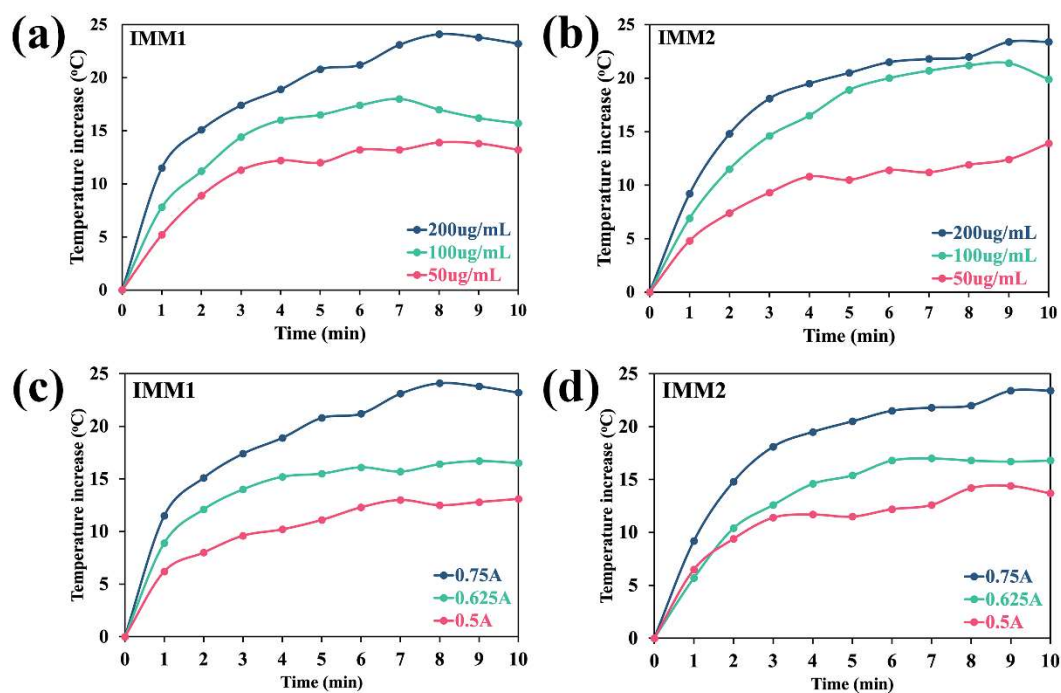 (a)
IMM1
Temperature increase (°C)
25
20
15
10
5
0
200ug/mL
100ug/mL
50ug/mL
0 1 2 3 4 5 6 7 8 9 10
Time (min)
(b)
IMM2
Temperature increase (°C)
25
20
15
10
5
0
200ug/mL
100ug/mL
50ug/mL
0 1 2 3 4 5 6 7 8 9 10
Time (min)
(c)
IMM1
Temperature increase (°C)
25
20
15
10
5
0
0.75A
0.625A
0.5A
0 1 2 3 4 5 6 7 8 9 10
Time (min)
(d)
IMM2
Temperature increase (°C)
25
20
15
10
5
0
0.75A
0.625A
0.5A
0 1 2 3 4 5 6 7 8 9 10
Time (min)